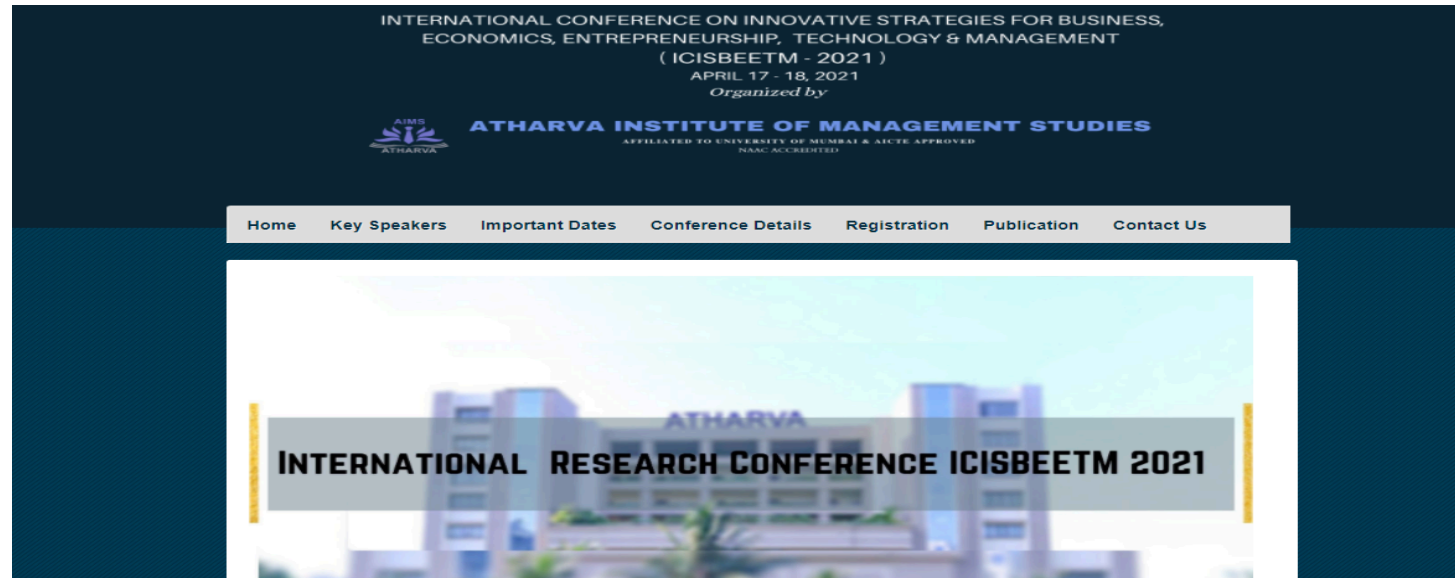 INTERNATIONAL CONFERENCE ON INNOVATIVE STRATEGIES FOR BUSINESS,
ECONOMICS, ENTREPRENEURSHIP, TECHNOLOGY & MANAGEMENT
( ICISBEETM - 2021 )
APRIL 17 - 18, 2021
Organized by
AIMS
ATHARVA
ATHARVA INSTITUTE OF MANAGEMENT STUDIES
AFFILIATED TO UNIVERSITY OF MUMBAI & AICTE APPROVED
NAAC ACCREDITED
Home Key Speakers Important Dates Conference Details Registration Publication Contact Us
ATHARVA
INTERNATIONAL RESEARCH CONFERENCE ICISBEETM 2021